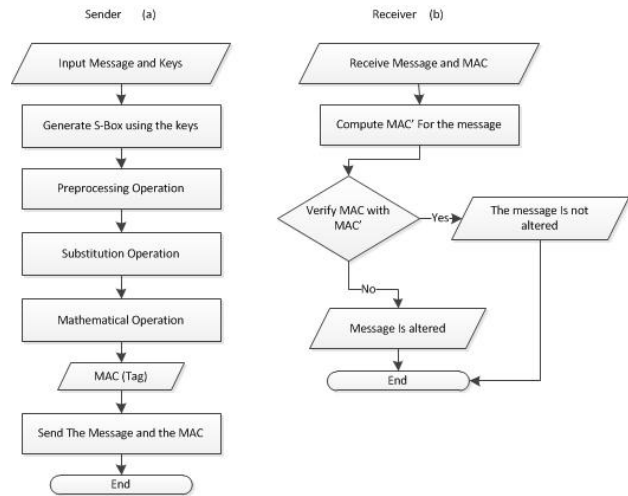 Sender (a)
Input Message and Keys
Generate S-Box using the keys
Preprocessing Operation
Substitution Operation
Mathematical Operation
MAC (Tag)
Send The Message and the MAC
End
Receiver (b)
Receive Message and MAC
Compute MAC' For the message
Verify MAC with
MAC'
Yes
The message Is not
altered
No
Message Is altered
End